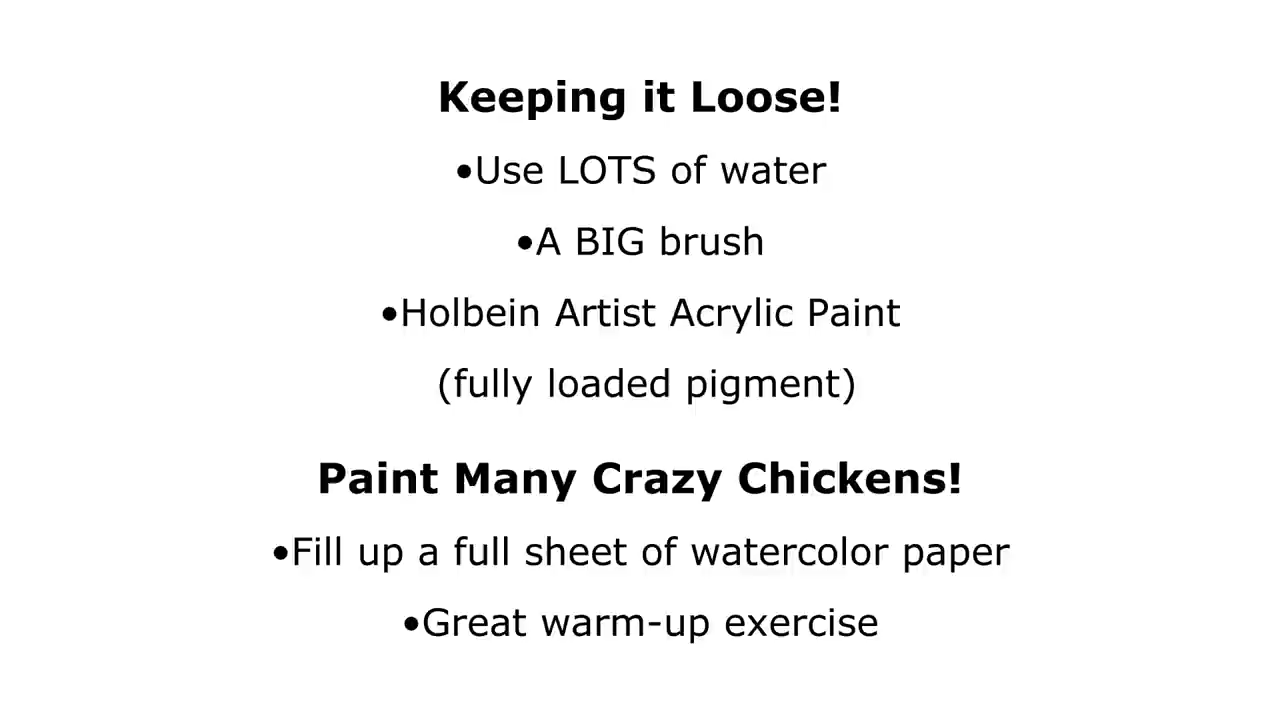 Keeping it Loose!
•Use LOTS of water
•A BIG brush
•Holbein Artist Acrylic Paint
(fully loaded pigment)
Paint Many Crazy Chickens!
•Fill up a full sheet of watercolor paper
•Great warm-up exercise